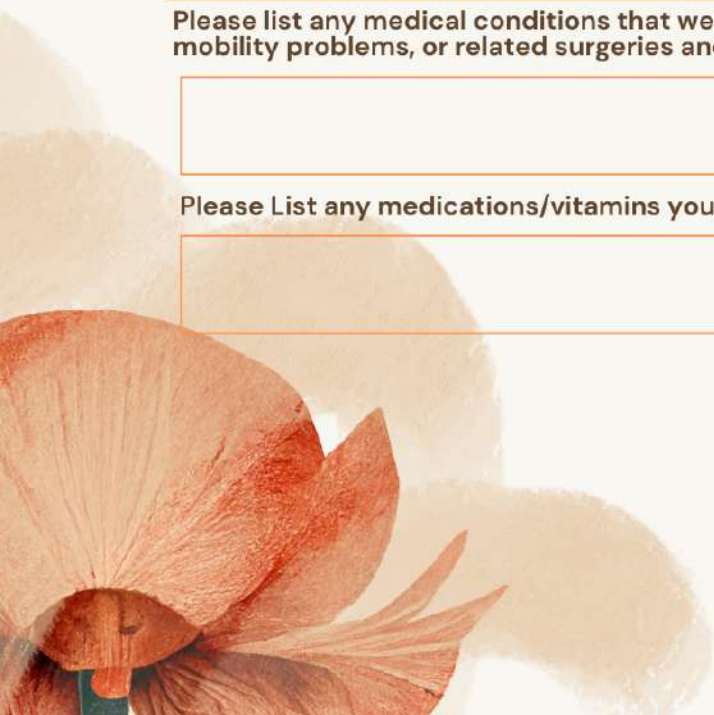 Please list any medical conditions that we
mobility problems, or related surgeries an
Please List any medications/vitamins you